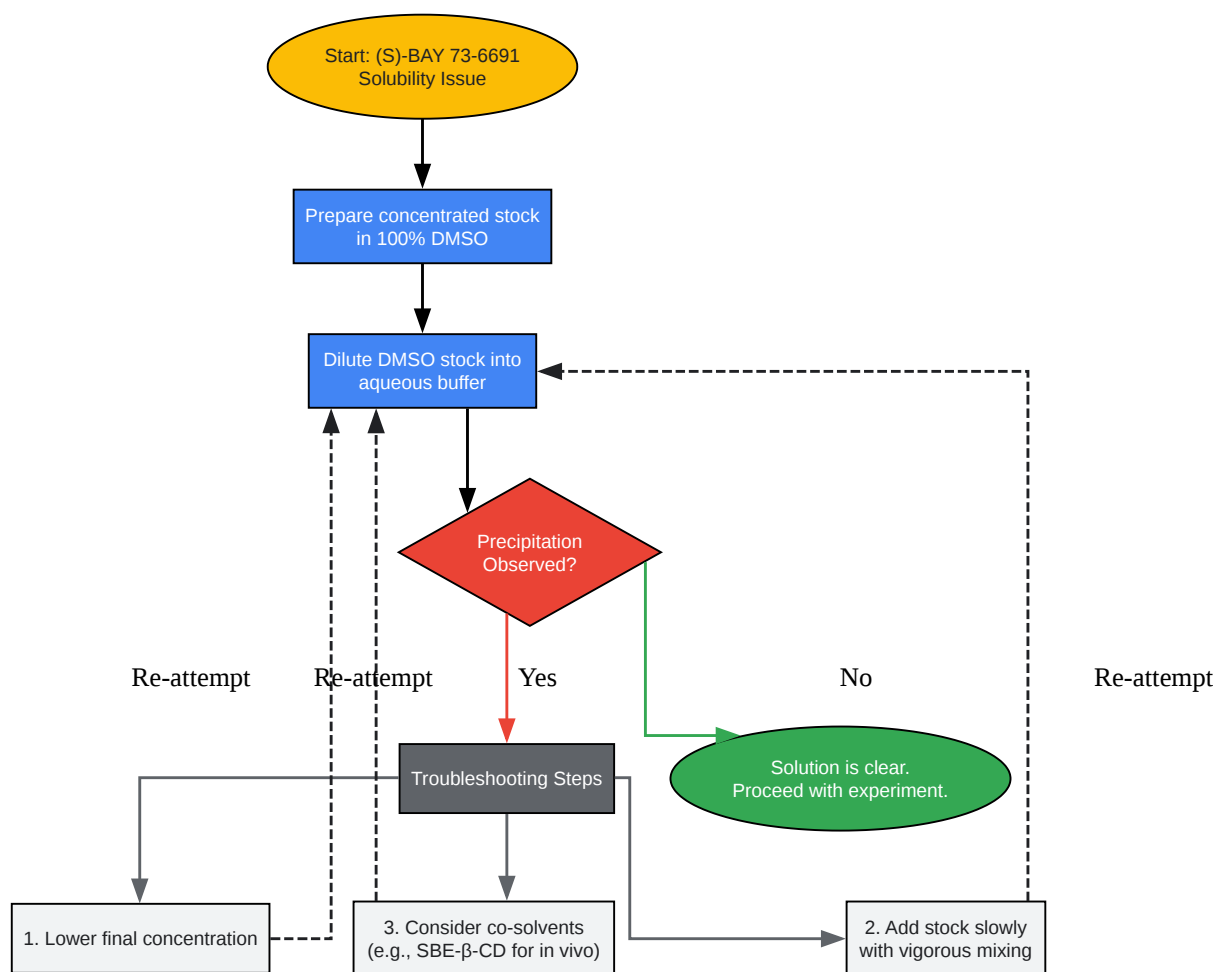 Start: (S)-BAY 73-6691
Solubility Issue
Prepare concentrated stock
in 100% DMSO
Dilute DMSO stock into
aqueous buffer
Precipitation
Observed?
Re-attempt
Re-attempt
Yes
No
Re-attempt
Troubleshooting Steps
Solution is clear.
Proceed with experiment.
1. Lower final concentration
3. Consider co-solvents
(e.g., SBE-β-CD for in vivo)
2. Add stock slowly
with vigorous mixing